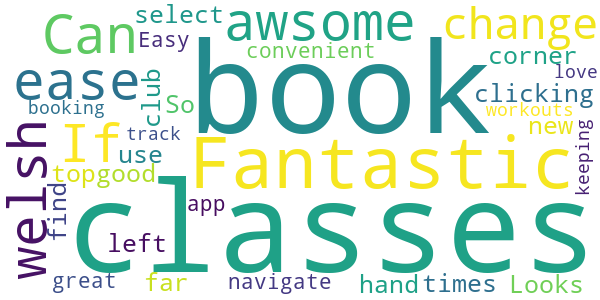 select
Can
awsome
change
Easy
convenient
corner
book
love
ease
club
So
clicking
booking
workouts
welsh
If
track
new
use
Fantastic
keeping
topgood
find
classes
app
left
great
far
navigate
hand
times
Looks